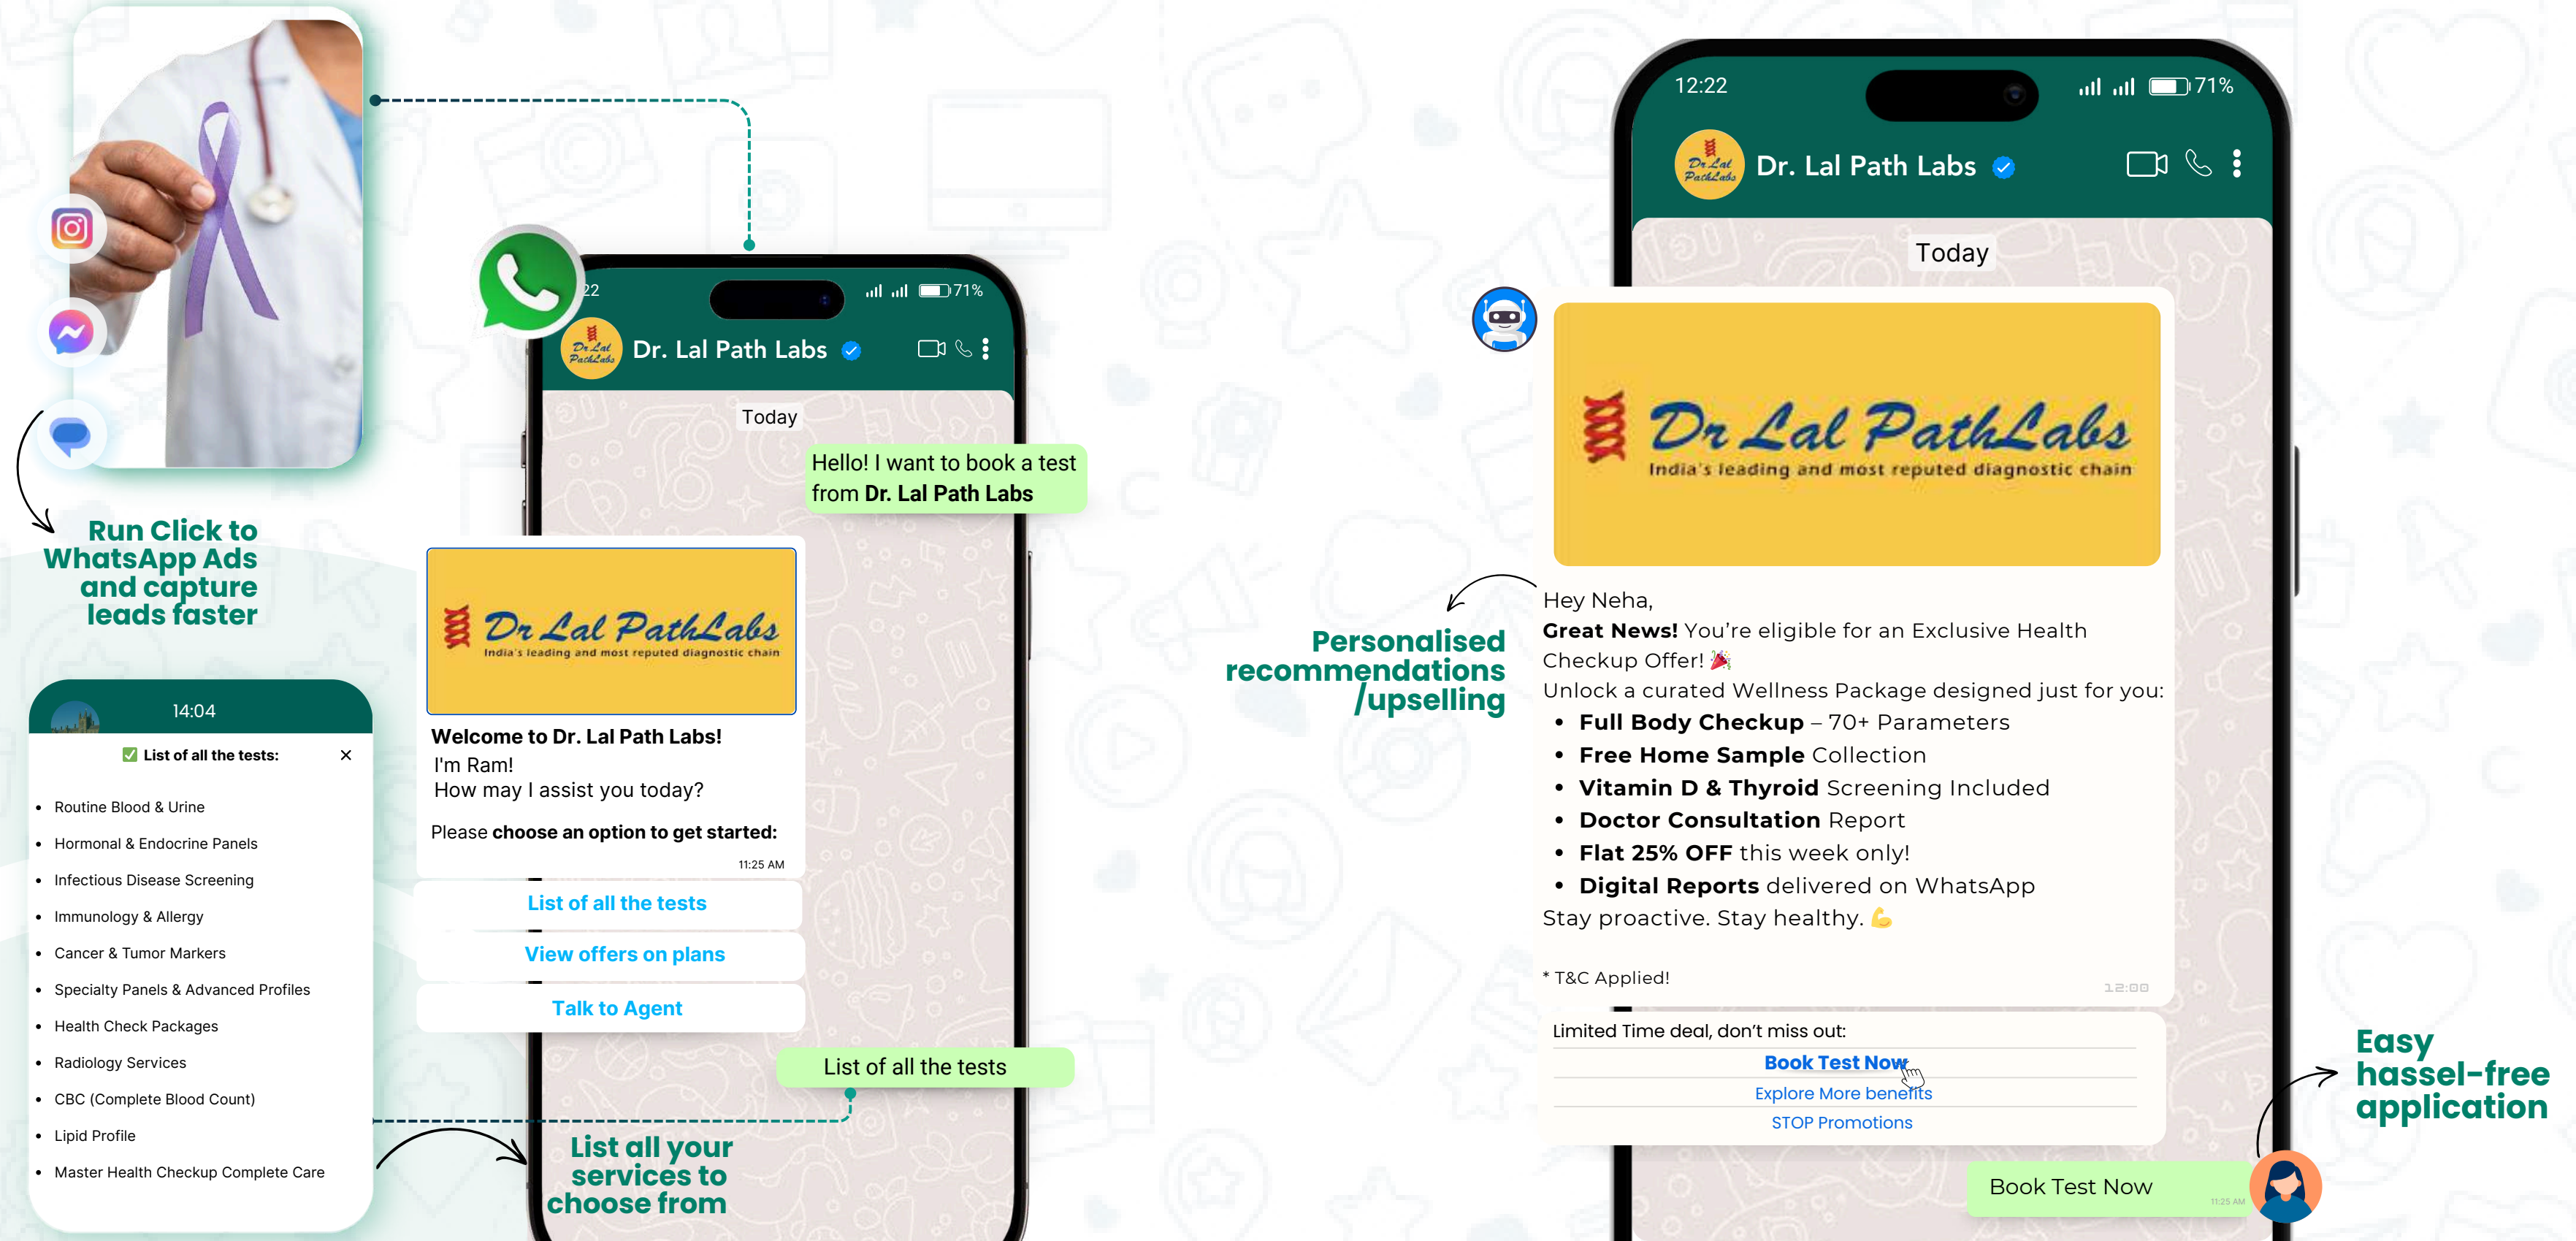 Run Click to
WhatsApp Ads
and capture
leads faster
14:04
✅ List of all the tests:
• Routine Blood & Urine
• Hormonal & Endocrine Panels
• Infectious Disease Screening
• Immunology & Allergy
• Cancer & Tumor Markers
• Specialty Panels & Advanced Profiles
• Health Check Packages
• Radiology Services
• CBC (Complete Blood Count)
• Lipid Profile
• Master Health Checkup Complete Care
22
71%
Dr Lal
PathLabs
Dr. Lal Path Labs
Today
Hello! I want to book a test
from Dr. Lal Path Labs
Dr Lal PathLabs
India's leading and most reputed diagnostic chain
Welcome to Dr. Lal Path Labs!
I'm Ram!
How may I assist you today?
Please choose an option to get started:
11:25 AM
List of all the tests
View offers on plans
Talk to Agent
List of all the tests
List all your
services to
choose from
12:22
71%
Dr Lal
PathLabs
Dr. Lal Path Labs
Today
Dr Lal PathLabs
India's leading and most reputed diagnostic chain
Personalised
recommendations
/upselling
Hey Neha,
Great News! You’re eligible for an Exclusive Health
Checkup Offer! 🎉
Unlock a curated Wellness Package designed just for you:
• Full Body Checkup – 70+ Parameters
• Free Home Sample Collection
• Vitamin D & Thyroid Screening Included
• Doctor Consultation Report
• Flat 25% OFF this week only!
• Digital Reports delivered on WhatsApp
Stay proactive. Stay healthy. 💪
* T&C Applied!
12:00
Limited Time deal, don’t miss out:
Book Test Now
Explore More benefits
STOP Promotions
Book Test Now
11:25 AM
Easy
hassel-free
application